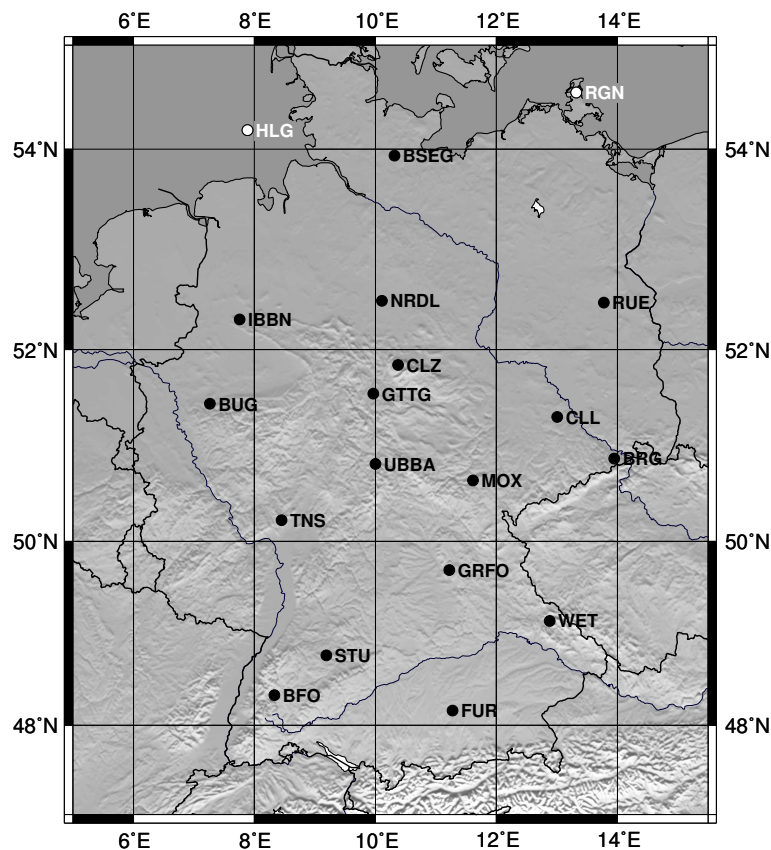 6°E 8°E 10°E 12°E 14°E
RGN
HLG
54°N 54°N
BSEG
NRDL
RUE
IBBN
52°N 52°N
CLZ
GTTG
BUG
CLL
BRG
UBBA
MOX
TNS
50°N 50°N
GRFO
WET
STU
BFO
FUR
48°N 48°N
6°E 8°E 10°E 12°E 14°E